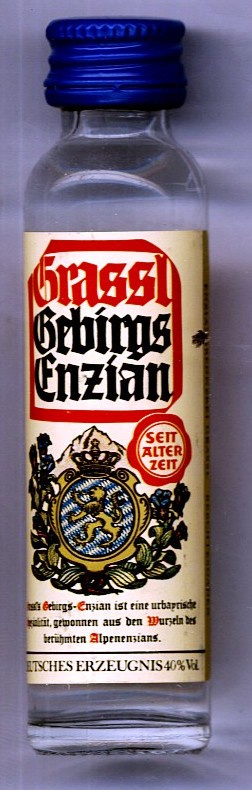 Grassl
Gebirgs
Enzian
SEIT
ALTER
ZEIT
Gebirgs-Enzian ist eine urbayrische
gewonnen aus den Wurzeln des
berühmten Alpenenzians.
ERZEUGNIS 40% Vol.